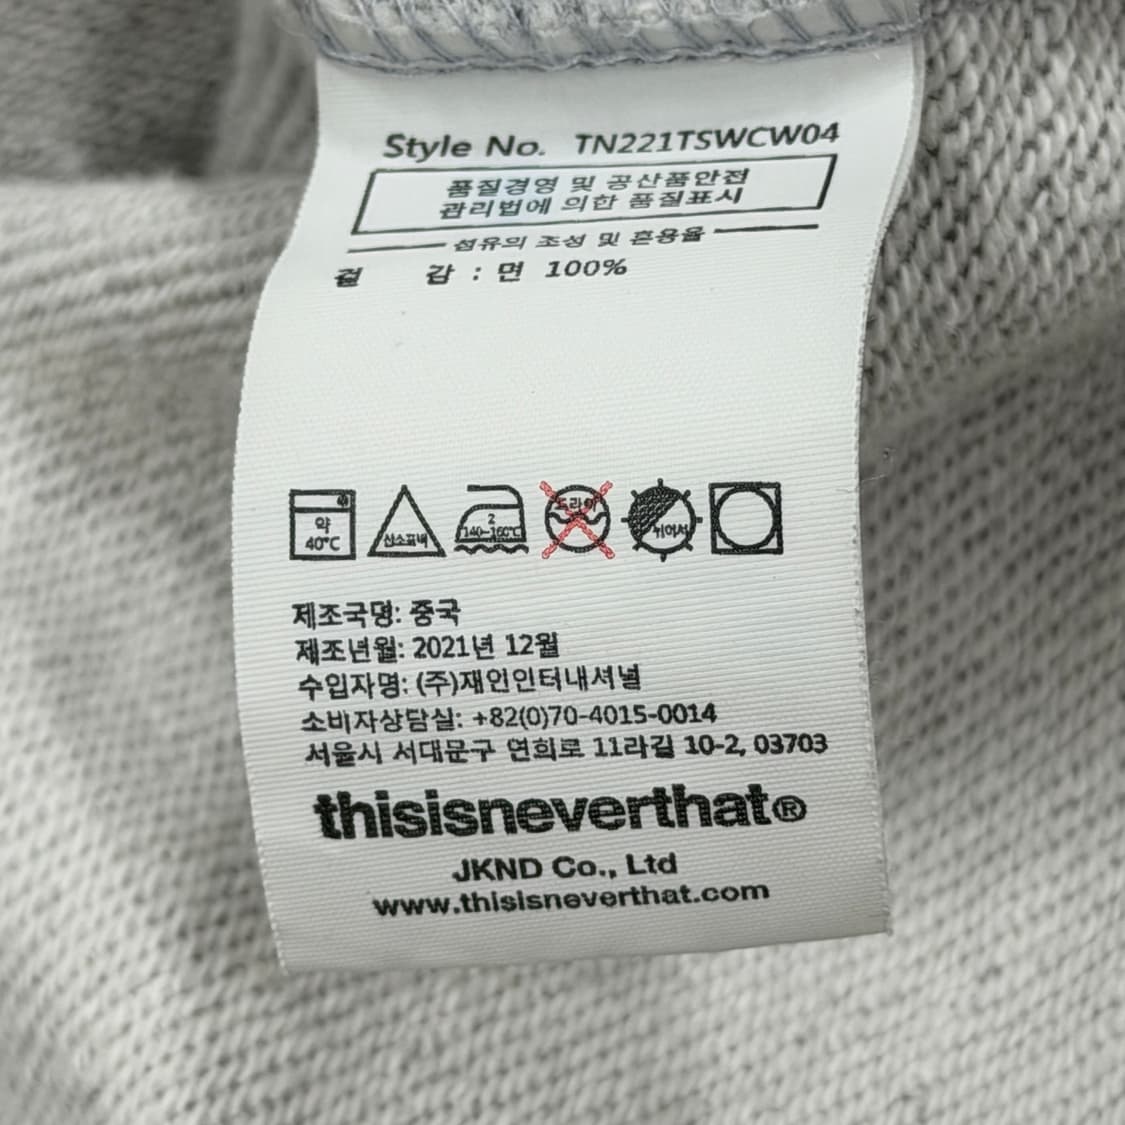 Style No. TN221TSWCW04
품질경영 및 공산품안전
관리법에 의한 품질표시
섬유의 조성 및 혼용율
겉 감 : 면 100%
약
40℃
산소표백
2
140~160℃
드라이
뉘어서
제조국명: 중국
제조년월: 2021년 12월
수입자명: (주)재인인터내셔널
소비자상담실: +82(0)70-4015-0014
서울시 서대문구 연희로 11라길 10-2, 03703
thisisneverthat®
JKND Co., Ltd
www.thisisneverthat.com